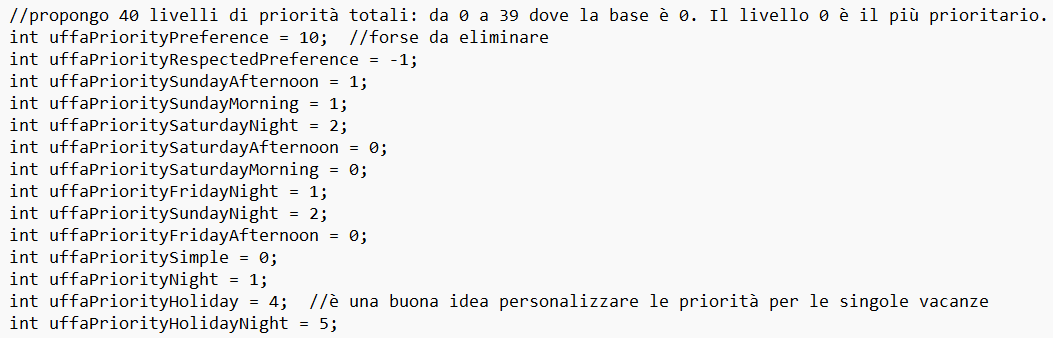 //propongo 40 livelli di priorità totali: da 0 a 39 dove la base è 0. Il livello 0 è il più prioritario.
int uffaPriorityPreference = 10;  //forse da eliminare
int uffaPriorityRespectedPreference = -1;
int uffaPrioritySundayAfternoon = 1;
int uffaPrioritySundayMorning = 1;
int uffaPrioritySaturdayNight = 2;
int uffaPrioritySaturdayAfternoon = 0;
int uffaPrioritySaturdayMorning = 0;
int uffaPriorityFridayNight = 1;
int uffaPrioritySundayNight = 2;
int uffaPriorityFridayAfternoon = 0;
int uffaPrioritySimple = 0;
int uffaPriorityNight = 1;
int uffaPriorityHoliday = 4;  //è una buona idea personalizzare le priorità per le singole vacanze
int uffaPriorityHolidayNight = 5;